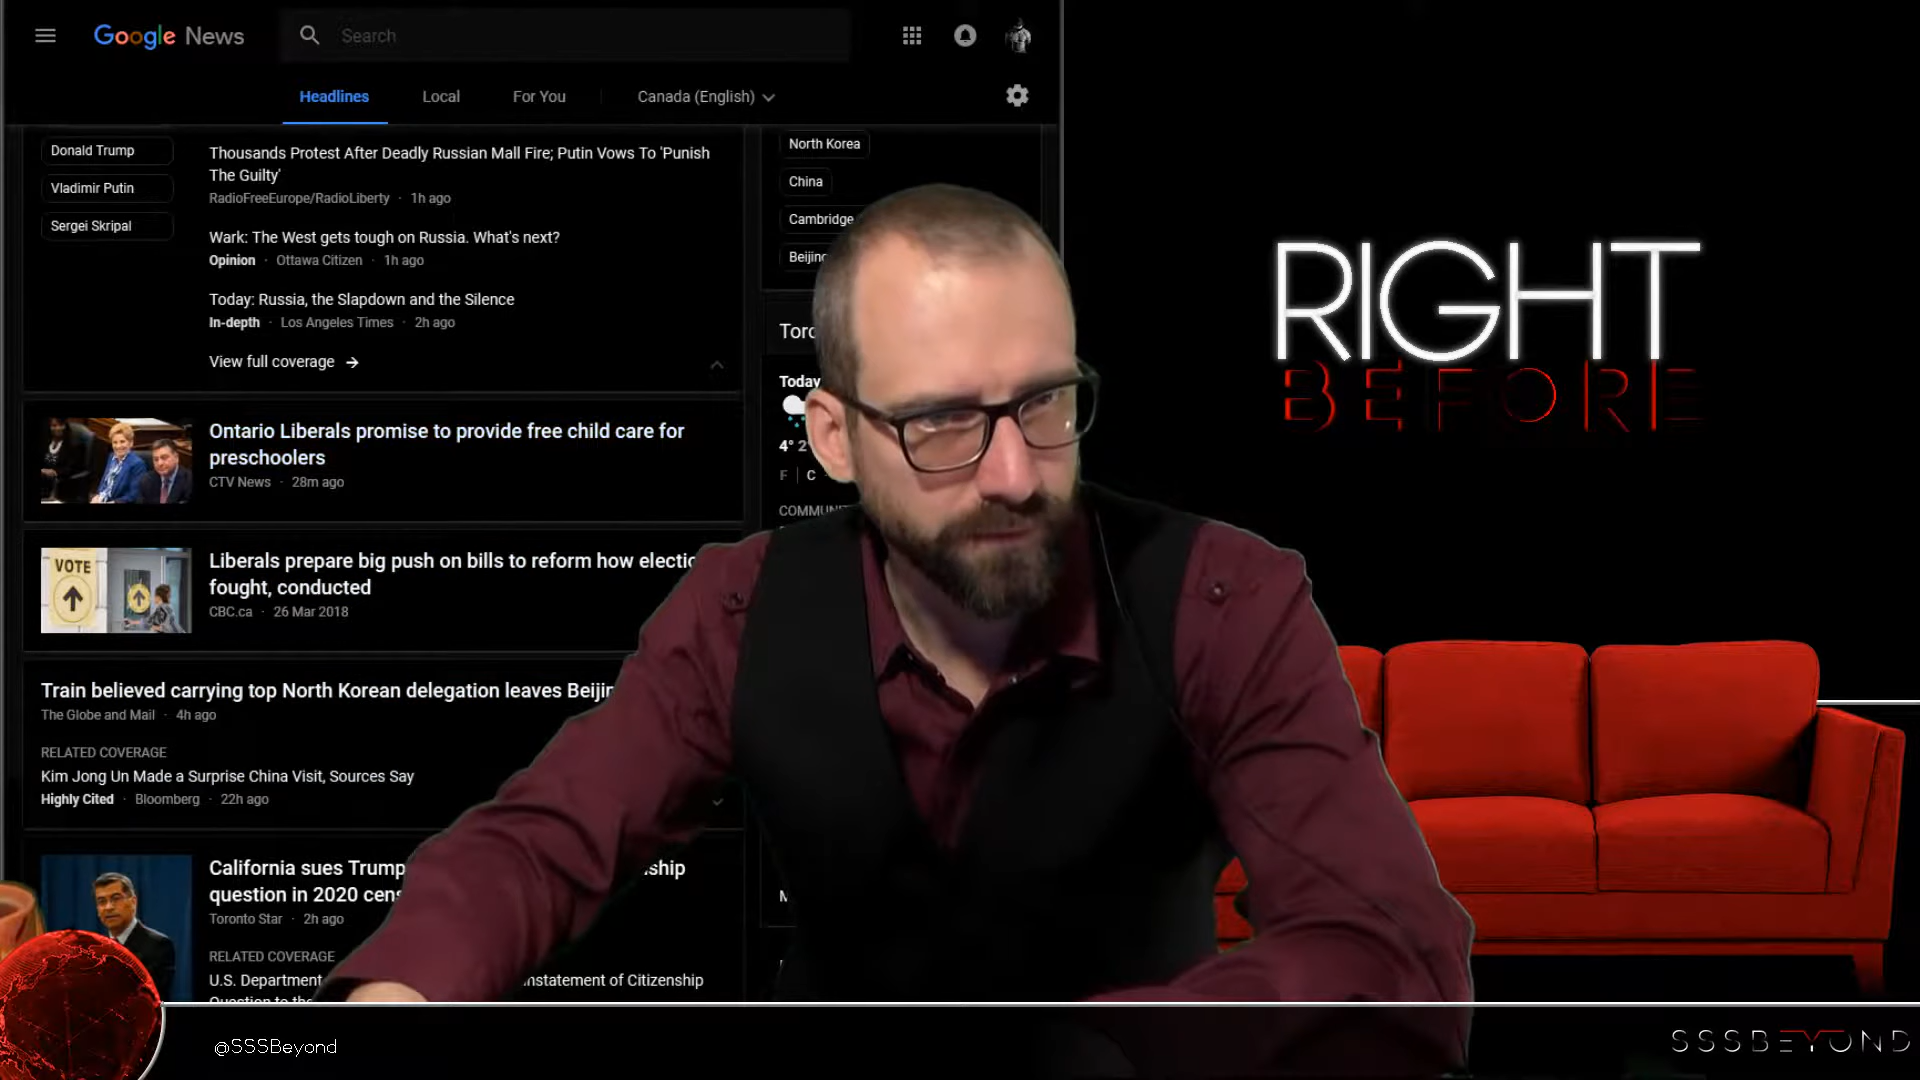 Google News
Search
Headlines
Local
For You
Canada (English)
Donald Trump
Vladimir Putin
Sergei Skripal
Thousands Protest After Deadly Russian Mall Fire; Putin Vows To 'Punish
The Guilty'
RadioFreeEurope/RadioLiberty · 1h ago
Wark: The West gets tough on Russia. What's next?
Opinion · Ottawa Citizen · 1h ago
Today: Russia, the Slapdown and the Silence
In-depth · Los Angeles Times · 2h ago
View full coverage
North Korea
China
Cambridge
Today
4°
F | C
Ontario Liberals promise to provide free child care for
preschoolers
CTV News · 28m ago
VOTE
Liberals prepare big push on bills to reform how
fought, conducted
CBC.ca · 26 Mar 2018
Train believed carrying top North Korean delegation leaves
The Globe and Mail · 4h ago
RELATED COVERAGE
Kim Jong Un Made a Surprise China Visit, Sources Say
Highly Cited · Bloomberg · 22h ago
California sues Trump
question in 2020
Toronto Star · 2h ago
RELATED COVERAGE
U.S. Department of Citizenship
RIGHT
BEFORE
@SSSBeyond
SSSBEYOND